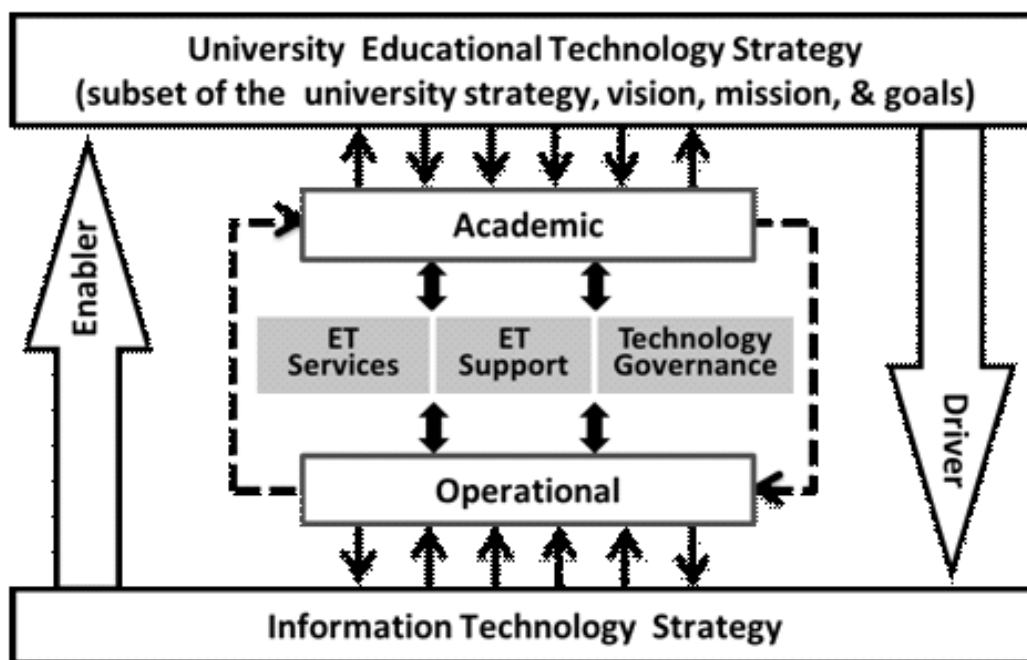 University Educational Technology Strategy
(subset of the university strategy, vision, mission, & goals)
Enabler
Academic
ET
Services
ET
Support
Technology
Governance
Operational
Driver
Information Technology Strategy